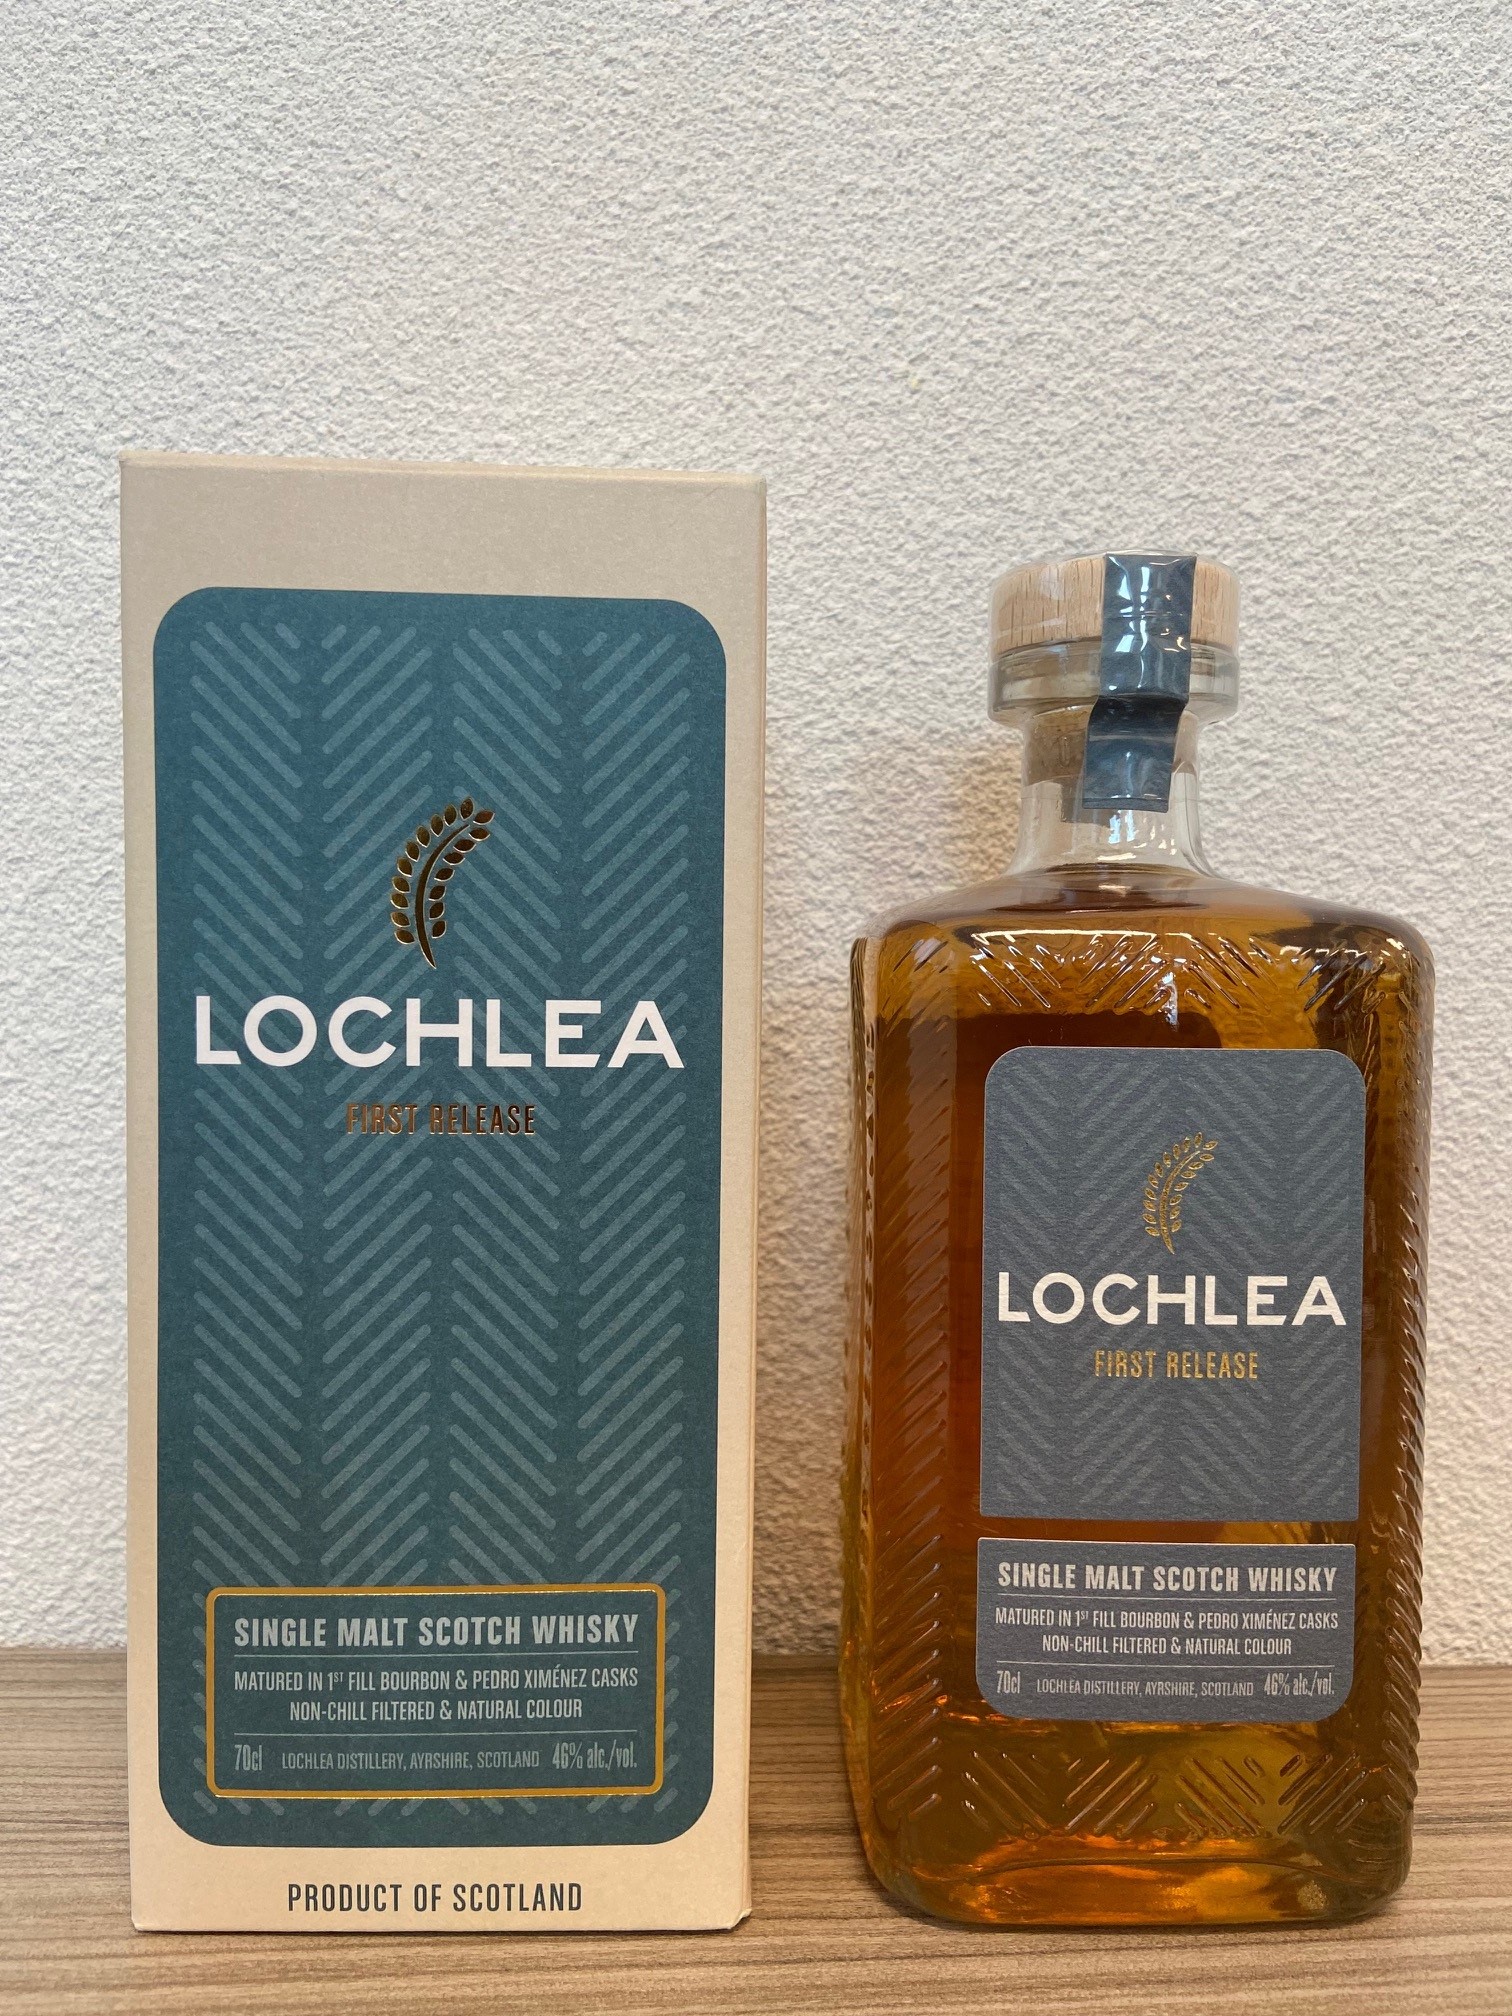 LOCHLEA
FIRST RELEASE
SINGLE MALT SCOTCH WHISKY
MATURED IN 1ST FILL BOURBON & PEDRO XIMÉNEZ CASKS
NON-CHILL FILTERED & NATURAL COLOUR
70cl LOCHLEA DISTILLERY, AYRSHIRE, SCOTLAND 46% alc./vol.
PRODUCT OF SCOTLAND
LOCHLEA
FIRST RELEASE
SINGLE MALT SCOTCH WHISKY
MATURED IN 1ST FILL BOURBON & PEDRO XIMÉNEZ CASKS
NON-CHILL FILTERED & NATURAL COLOUR
70cl LOCHLEA DISTILLERY, AYRSHIRE, SCOTLAND 46% alc./vol.